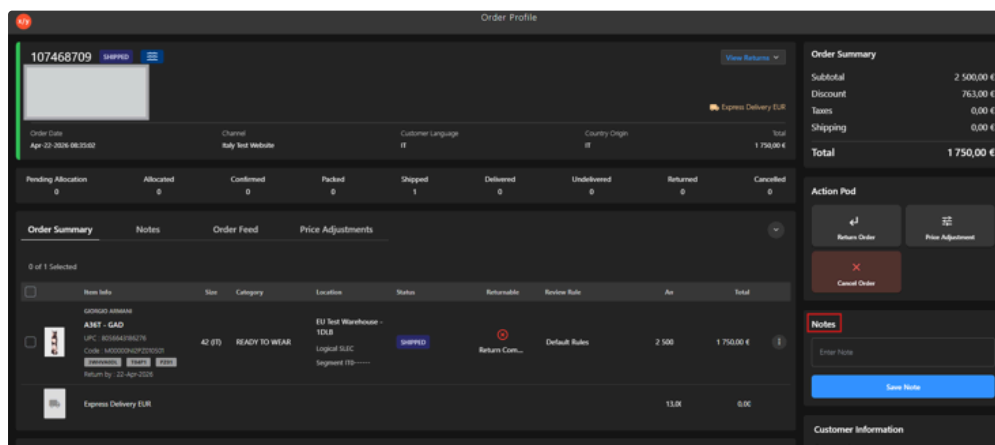 x/y
Order Profile
107468709 SHIPPED
View Returns
Express Delivery EUR
Order Date Channel Customer Language Country Origin Total
Apr-22-2026 08:35:02 Italy Test Website IT IT 1 750,00 €
Pending Allocation Allocated Confirmed Packed Shipped Delivered Undelivered Returned Cancelled
0 0 0 0 1 0 0 0 0
Order Summary Notes Order Feed Price Adjustments
0 of 1 Selected
Item Info Size Category Location Status Returnable Review Rule Total
GIORGIO ARMANI
A36T - GAD
UPC : 8056643186276
42 (IT) READY TO WEAR
EU Test Warehouse -
1DLB
Logical SLEC
Segment IT0-------
SHIPPED
Return Com...
Default Rules
2 500
1 750,00 €
Return by : 22-Apr-2026
Express Delivery EUR
Order Summary
Subtotal 2 500,00 €
Discount 763,00 €
Taxes 0,00 €
Shipping 0,00 €
Total 1 750,00 €
Action Pod
Return Order
Price Adjustment
Cancel Order
Notes
Enter Note
Save Note
Customer Information